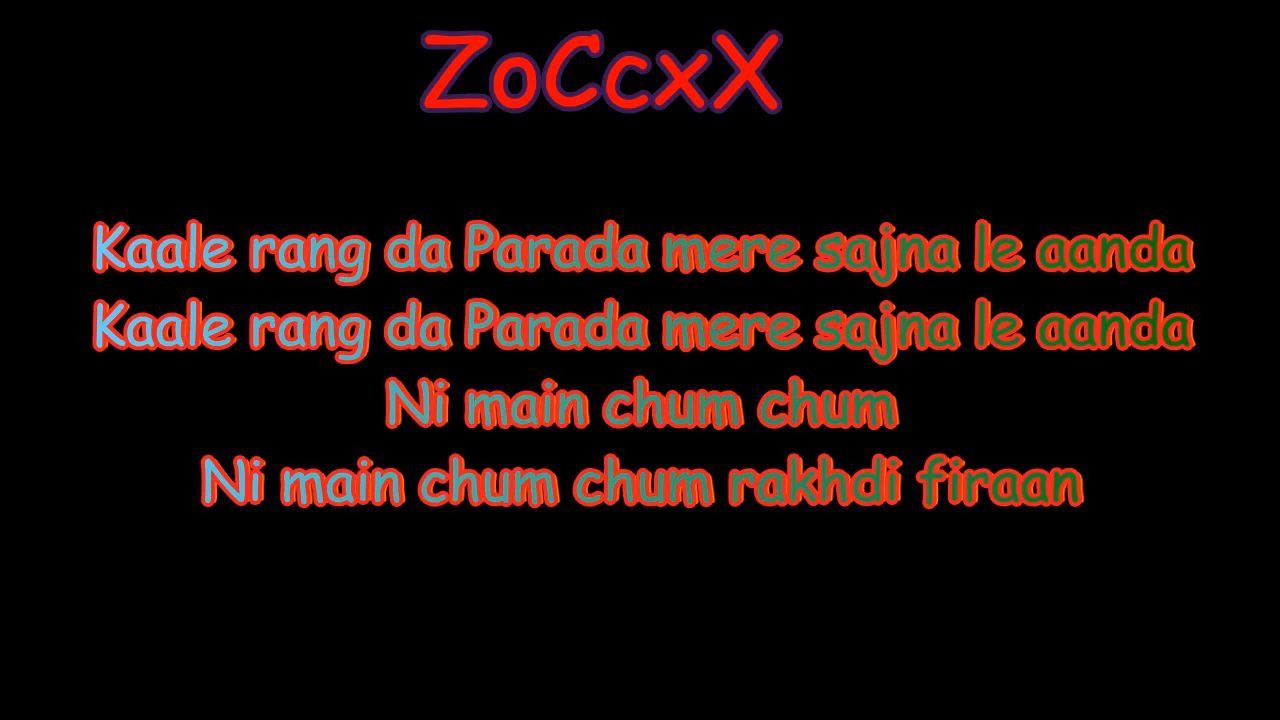 ZoCcxX
Kaale rang da Parada mere sajna le aanda
Kaale rang da Parada mere sajna le aanda
Ni main chum chum
Ni main chum chum rakhdi firaan